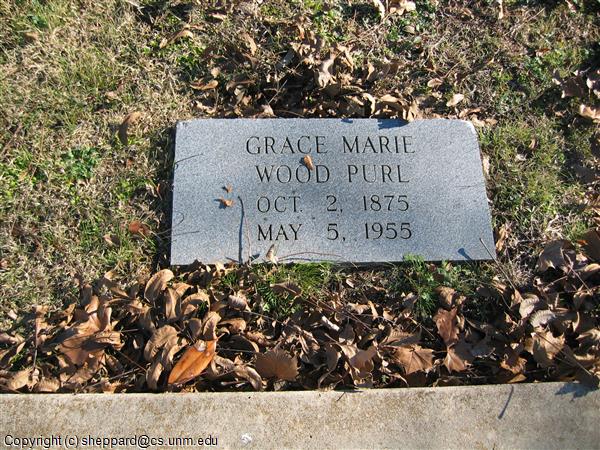 GRACE MARIE
WOOD PURL
OCT. 2, 1875
MAY 5, 1955
Copyright (c) sheppard@cs.unm.edu